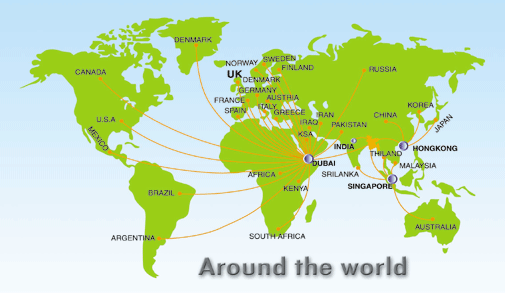 DENMARK
NORWAY
SWEDEN
FINLAND
UK
DENMARK
RUSSIA
CANADA
GERMANY
FRANCE
AUSTRIA
SPAIN
ITALY
GREECE
IRAN
KOREA
U.S.A
IRAQ
CHINA
PAKISTAN
JAPAN
KSA
MEXICO
INDIA
HONGKONG
DUBAI
THILAND
MALAYSIA
AFRICA
SRILANKA
KENYA
SINGAPORE
BRAZIL
AUSTRALIA
ARGENTINA
SOUTH AFRICA
Around the world